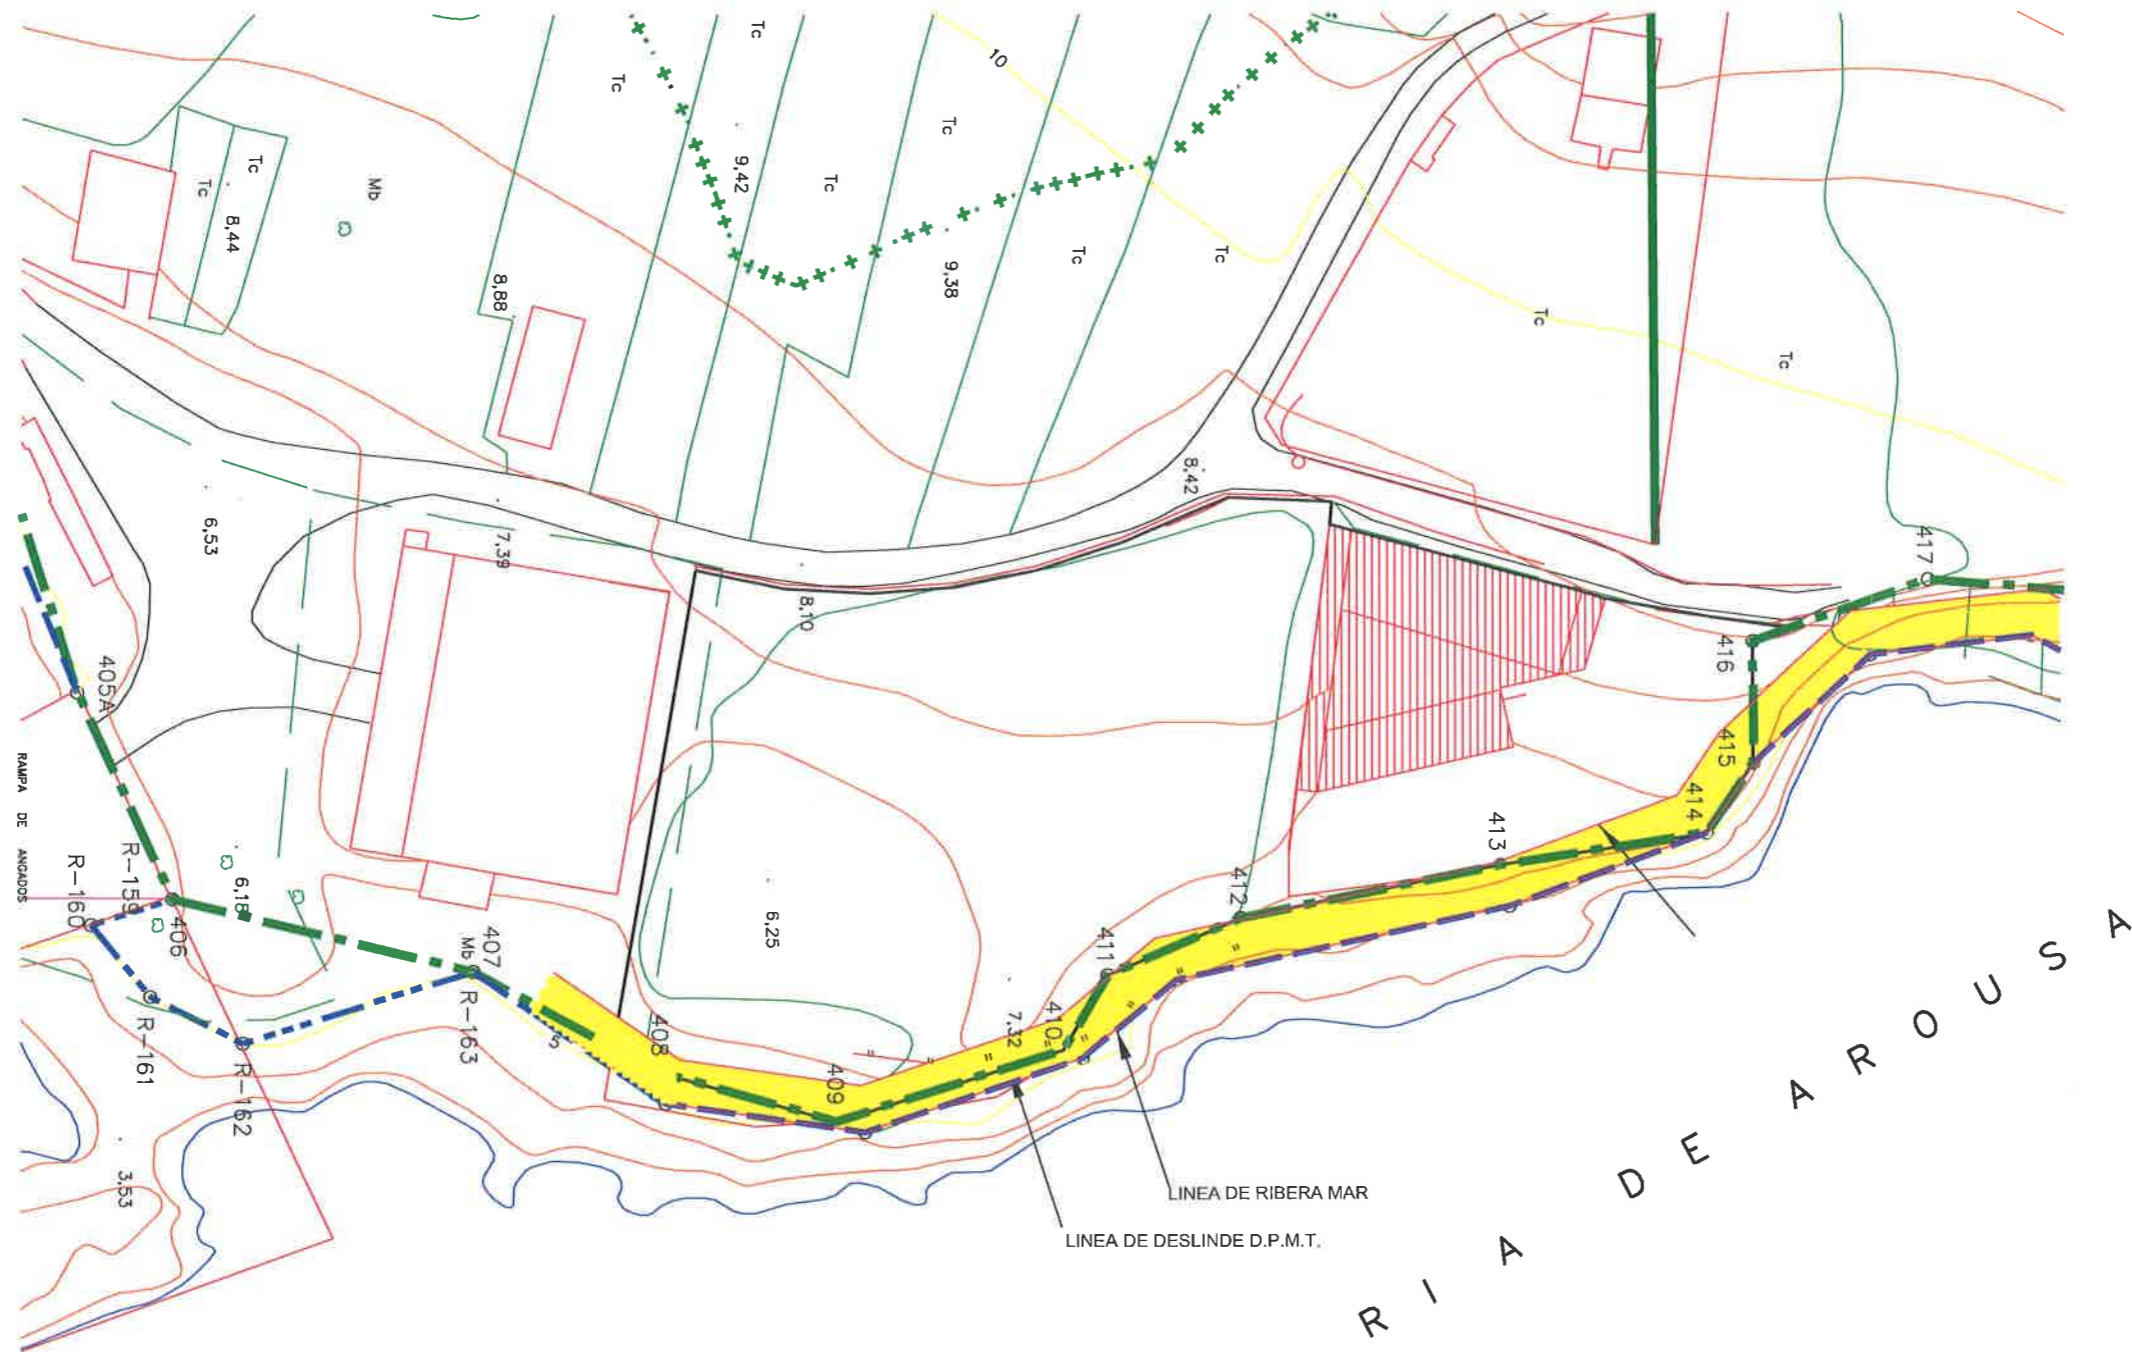 Tc
Tc
10
Tc
Tc
9,42
Tc
Tc
8,44
Mb
Tc
Tc
9,38
8,88
Tc
Tc
8,42
6,53
7,39
8,10
417
416
405A
415
414
413
RAMPA DE ANGADOS
R-159
R-160
6,18
406
412
6,25
411
407
Mb
R-163
410
7,32
408
5
R-161
R-162
409
3,53
LINEA DE RIBERA MAR
LINEA DE DESLINDE D.P.M.T.
RIA DE AROUSA